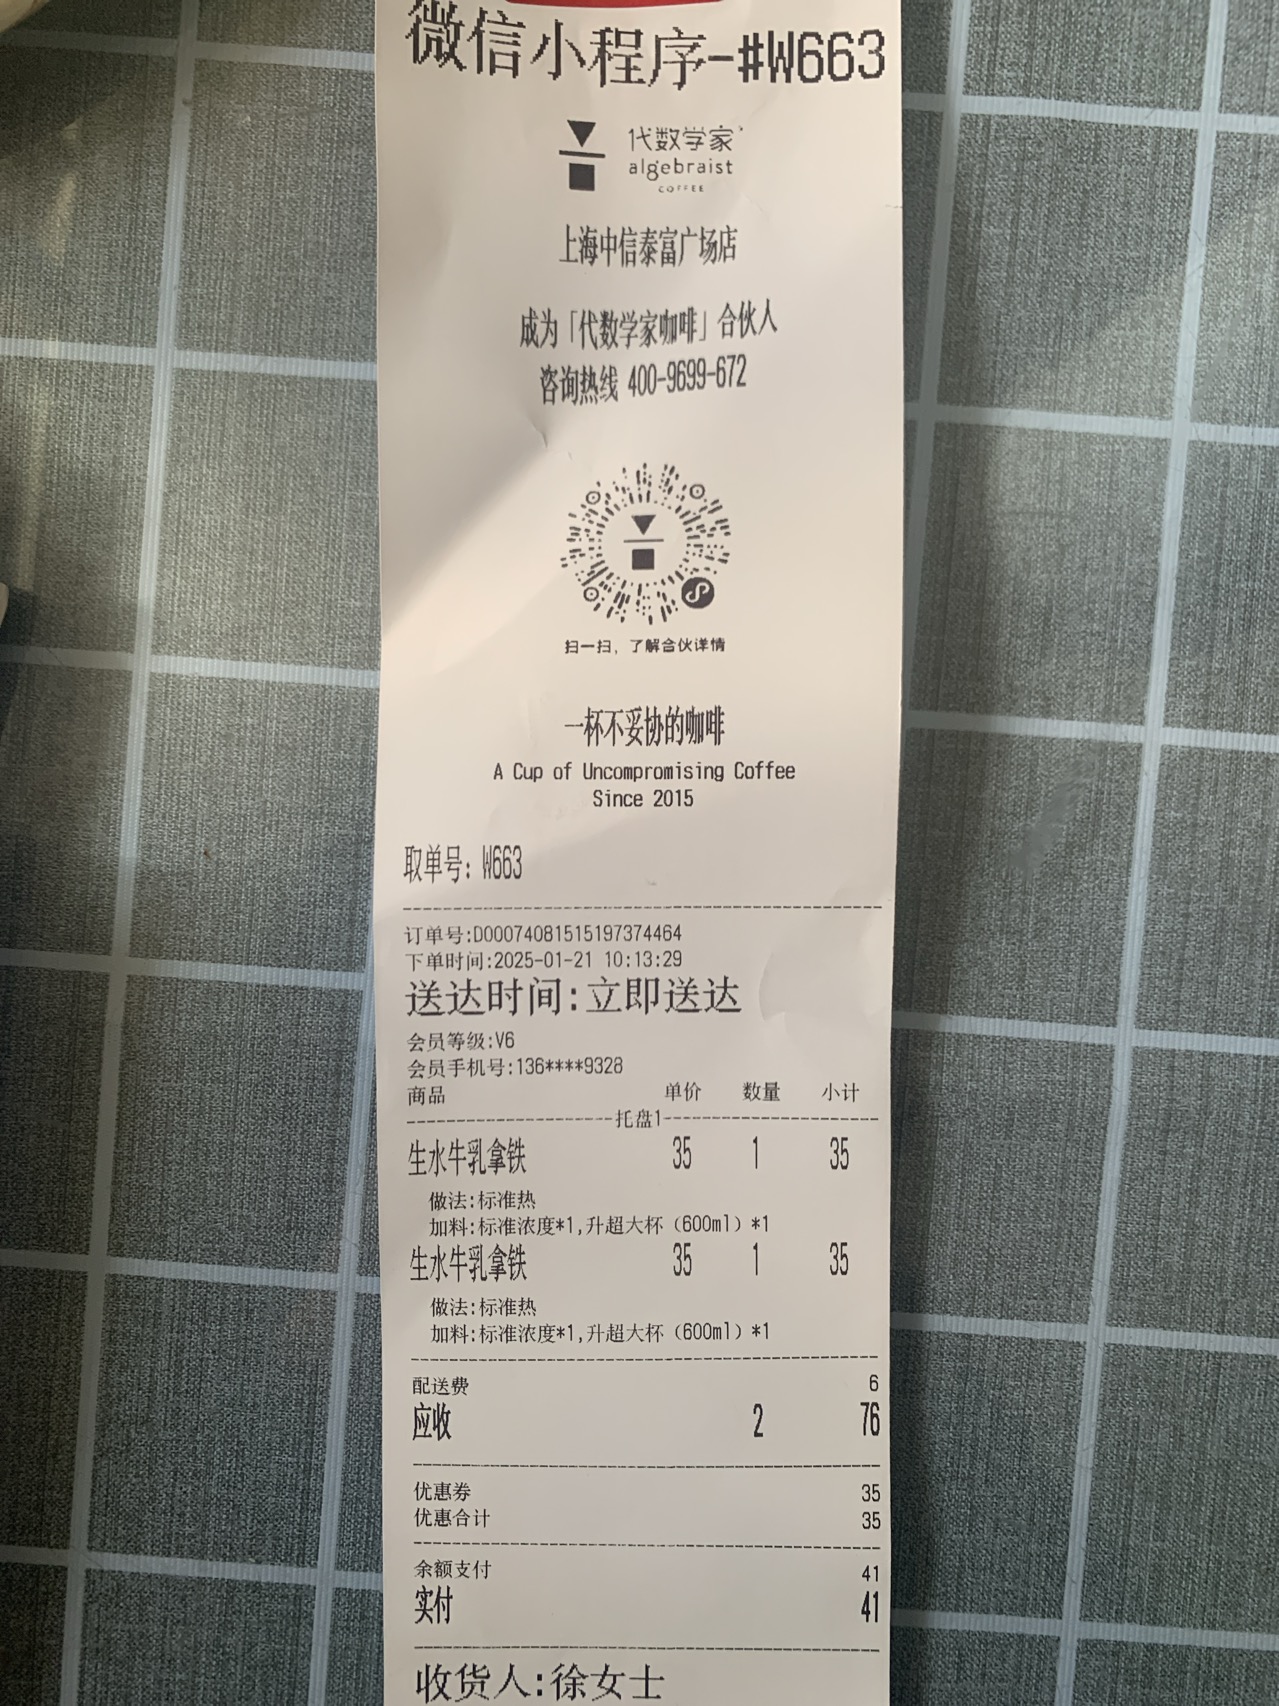 微信小程序-#W663
代数学家
algebraist
COFFEE
上海中信泰富广场店
成为「代数学家咖啡」合伙人
咨询热线 400-9699-672
扫一扫，了解合伙详情
一杯不妥协的咖啡
A Cup of Uncompromising Coffee
Since 2015
取单号: W663
订单号:D00074081515197374464
下单时间:2025-01-21 10:13:29
送达时间:立即送达
会员等级:V6
会员手机号:136****9328
商品 单价 数量 小计
托盘1
生水牛乳拿铁 35 1 35
做法:标准热
加料:标准浓度*1,升超大杯（600ml）*1
生水牛乳拿铁 35 1 35
做法:标准热
加料:标准浓度*1,升超大杯（600ml）*1
配送费 6
应收 2 76
优惠券 35
优惠合计 35
余额支付 41
实付 41
收货人:徐女士